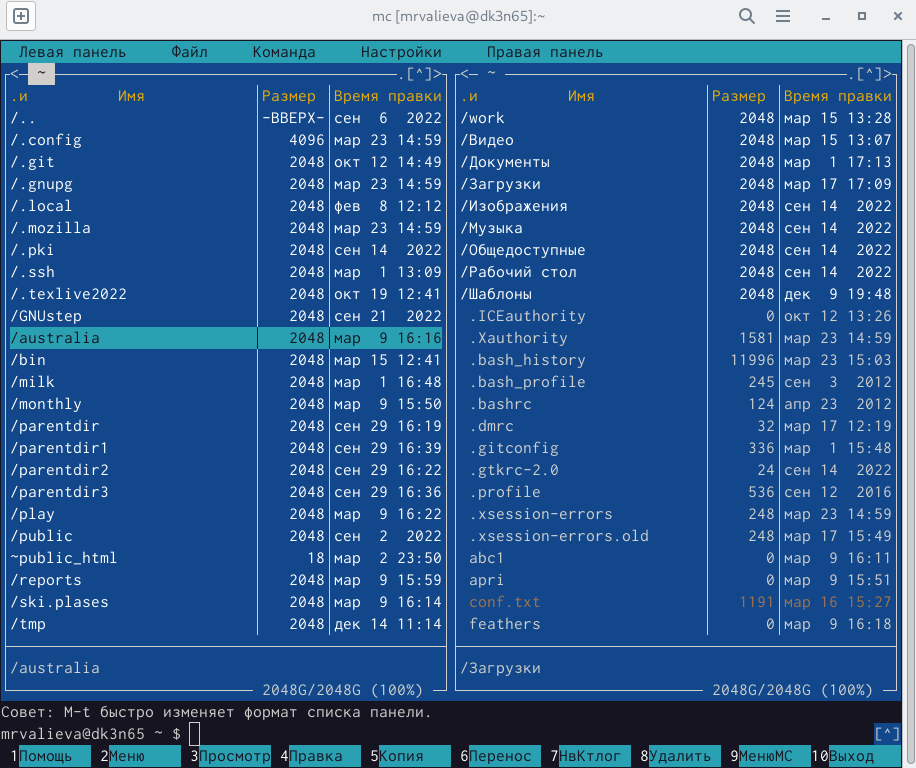 mc [mrvalieva@dk3n65]:~
Левая панель Файл Команда Настройки Правая панель
<— ~ .[^]> <— ~ .[^]>
.и Имя Размер Время правки .и Имя Размер Время правки
/.. -ВВЕРХ- сен 6 2022 /work 2048 мар 15 13:28
/.config 4096 мар 23 14:59 /Видео 2048 мар 15 13:07
/.git 2048 окт 12 14:49 /Документы 2048 мар 1 17:13
/.gnupg 2048 мар 23 14:59 /Загрузки 2048 мар 17 17:09
/.local 2048 фев 8 12:12 /Изображения 2048 сен 14 2022
/.mozilla 2048 мар 23 14:59 /Музыка 2048 сен 14 2022
/.pki 2048 сен 14 2022 /Общедоступные 2048 сен 14 2022
/.ssh 2048 мар 1 13:09 /Рабочий стол 2048 сен 14 2022
/.texlive2022 2048 окт 19 12:41 /Шаблоны 2048 дек 9 19:48
/GNUstep 2048 сен 21 2022 .ICEauthority 0 окт 12 13:26
/australia 2048 мар 9 16:16 .Xauthority 1581 мар 23 14:59
/bin 2048 мар 15 12:41 .bash_history 11996 мар 23 15:03
/milk 2048 мар 1 16:48 .bash_profile 245 сен 3 2012
/monthly 2048 мар 9 15:50 .bashrc 124 апр 23 2012
/parentdir 2048 сен 29 16:19 .dmrc 32 мар 17 12:19
/parentdir1 2048 сен 29 16:39 .gitconfig 336 мар 1 15:48
/parentdir2 2048 сен 29 16:22 .gtkrc-2.0 24 сен 14 2022
/parentdir3 2048 сен 29 16:36 .profile 536 сен 12 2016
/play 2048 мар 9 16:22 .xsession-errors 248 мар 23 14:59
/public 2048 сен 2 2022 .xsession-errors.old 248 мар 17 15:49
~public_html 18 мар 2 23:50 abc1 0 мар 9 16:11
/reports 2048 мар 9 15:59 apri 0 мар 9 15:51
/ski.plases 2048 мар 9 16:14 conf.txt 1191 мар 16 15:27
/tmp 2048 дек 14 11:14 feathers 0 мар 9 16:18
/australia /Загрузки
2048G/2048G (100%) 2048G/2048G (100%)
Совет: M-t быстро изменяет формат списка панели.
mrvalieva@dk3n65 ~ $ [^]
1Помощь 2Меню 3Просмотр 4Правка 5Копия 6Перенос 7НвКтлог 8Удалить 9МенюMC 10Выход